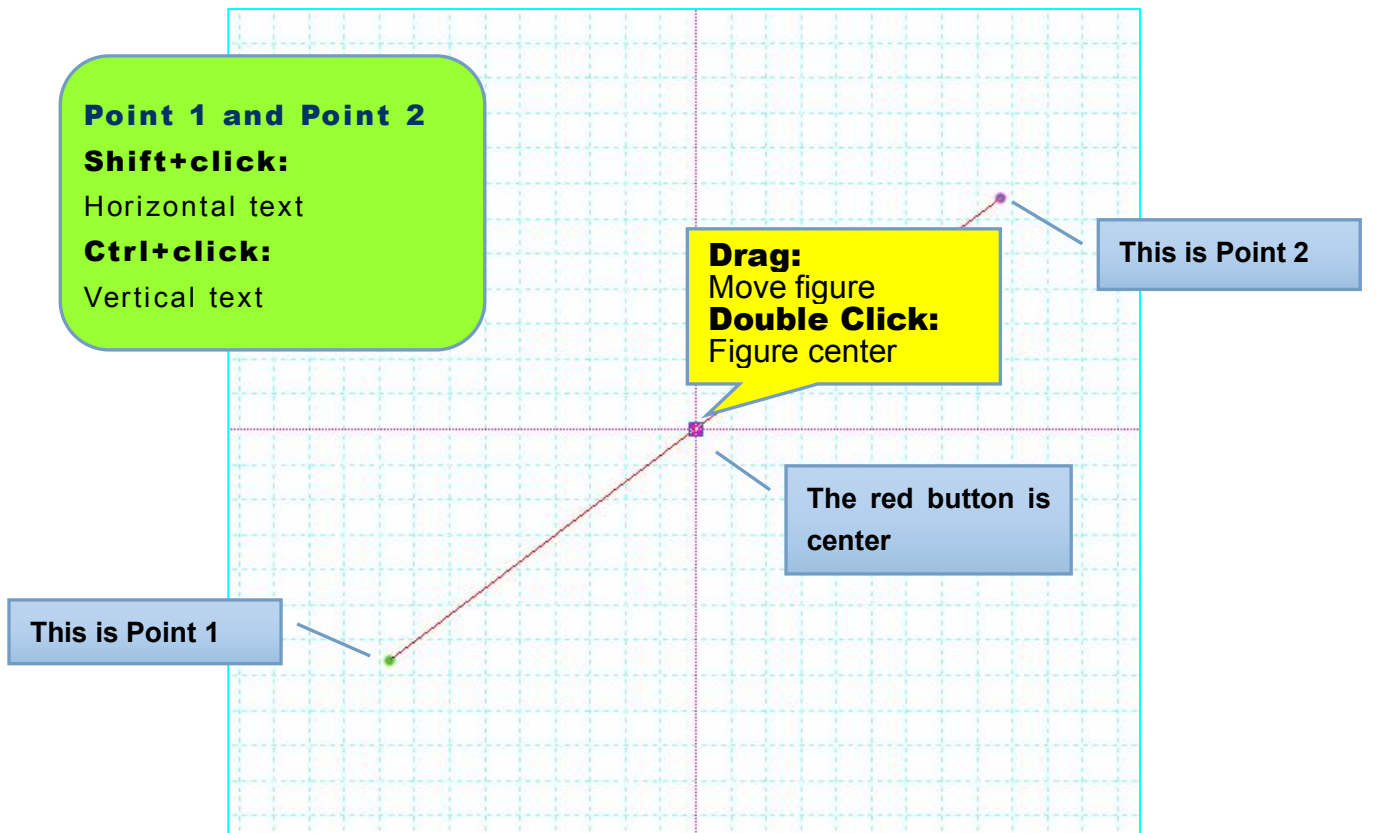 Point 1 and Point 2
Shift+click:
Horizontal text
Ctrl+click:
Vertical text
This is Point 2
Drag:
Move figure
Double Click:
Figure center
The red button is
center
This is Point 1